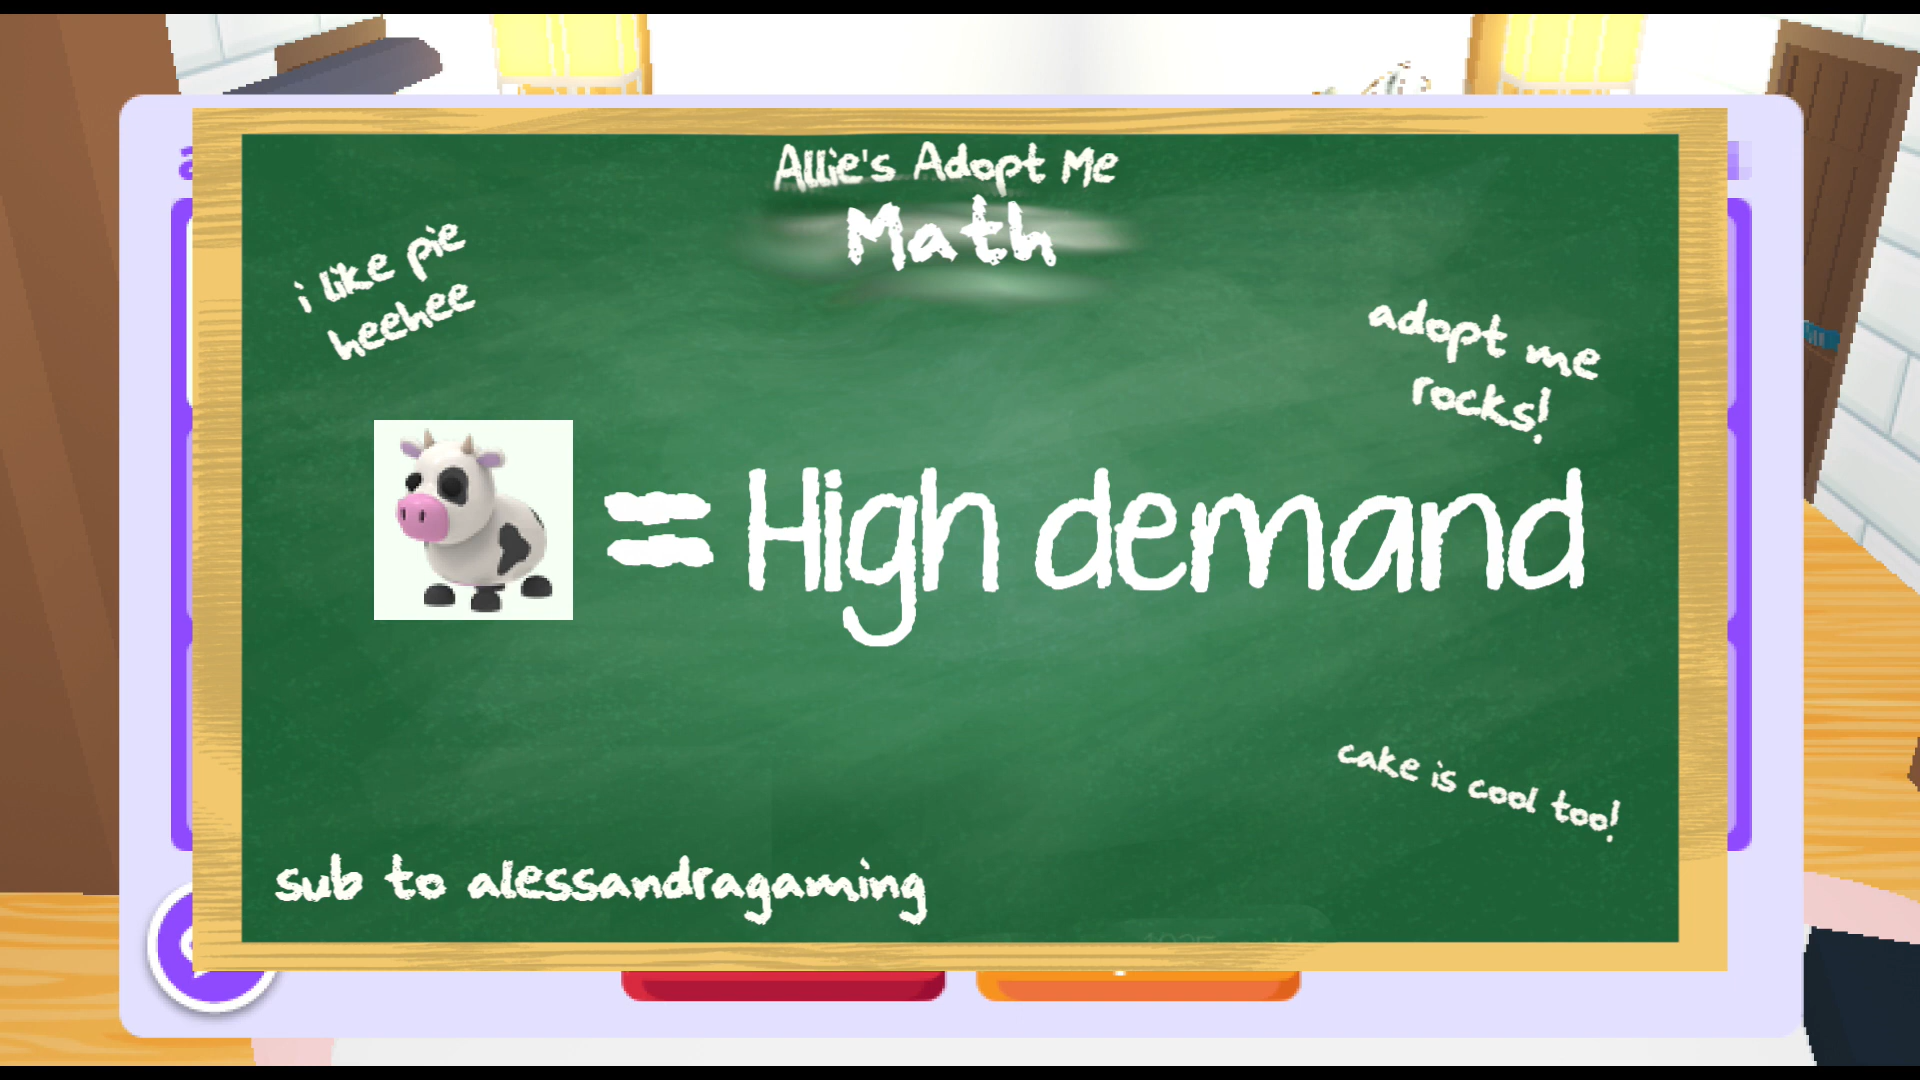 Allie's Adopt Me
Math
i like pie
heehee
adopt me
rocks!
= High demand
cake is cool too!
sub to alessandragaming